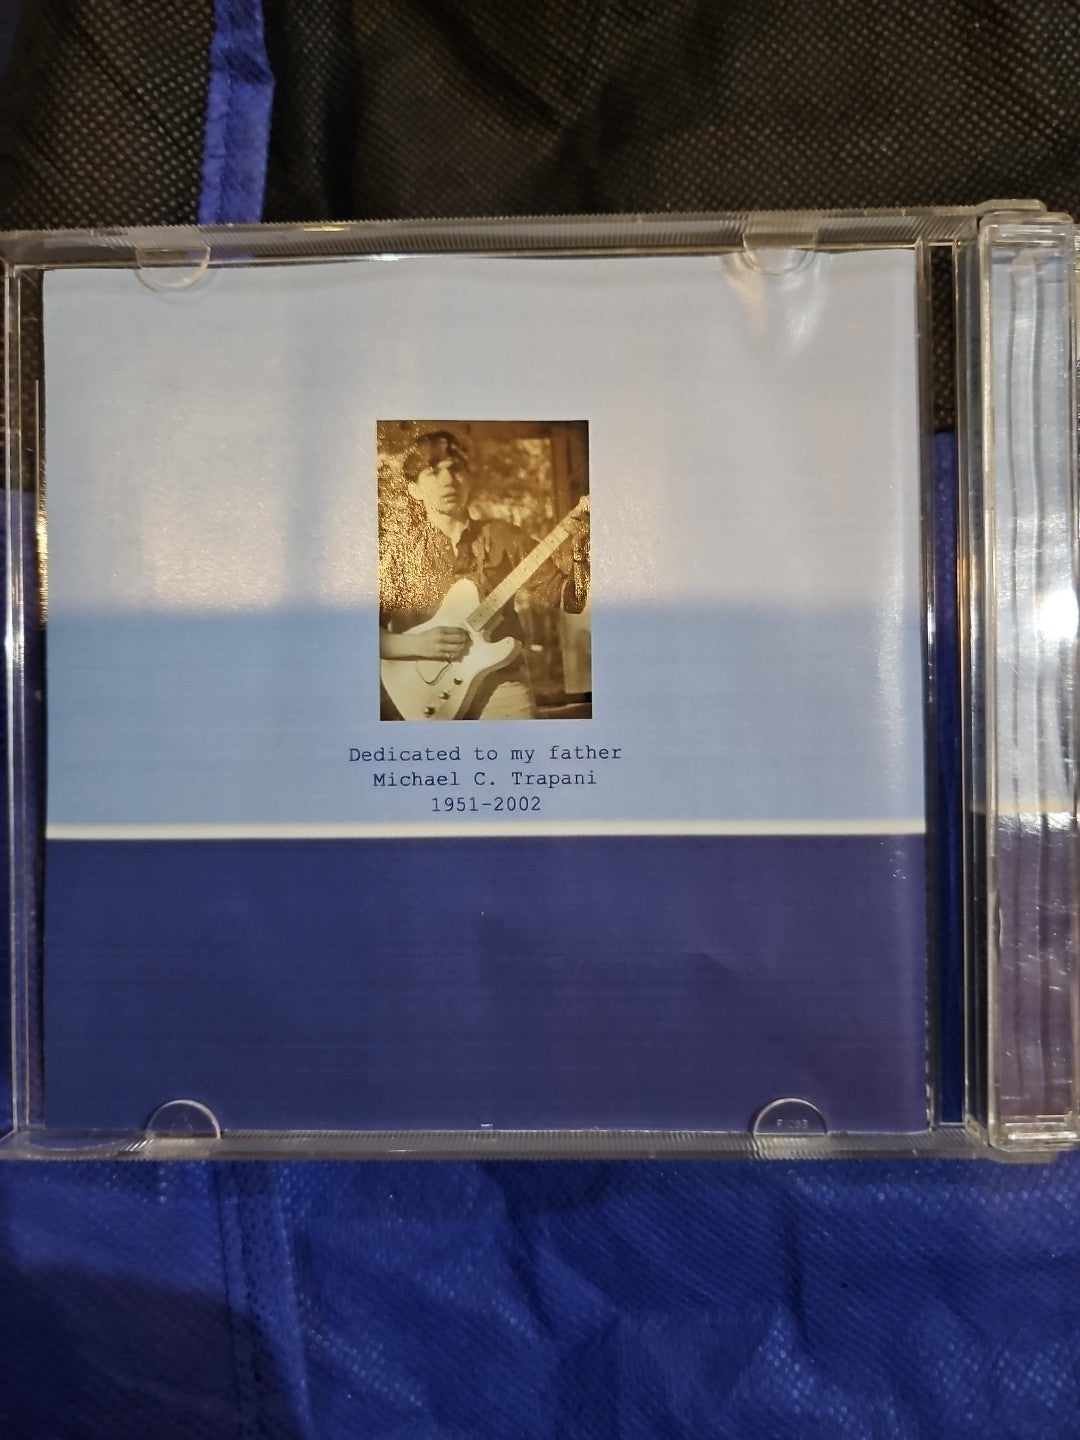 Dedicated to my father
Michael C. Trapani
1951-2002